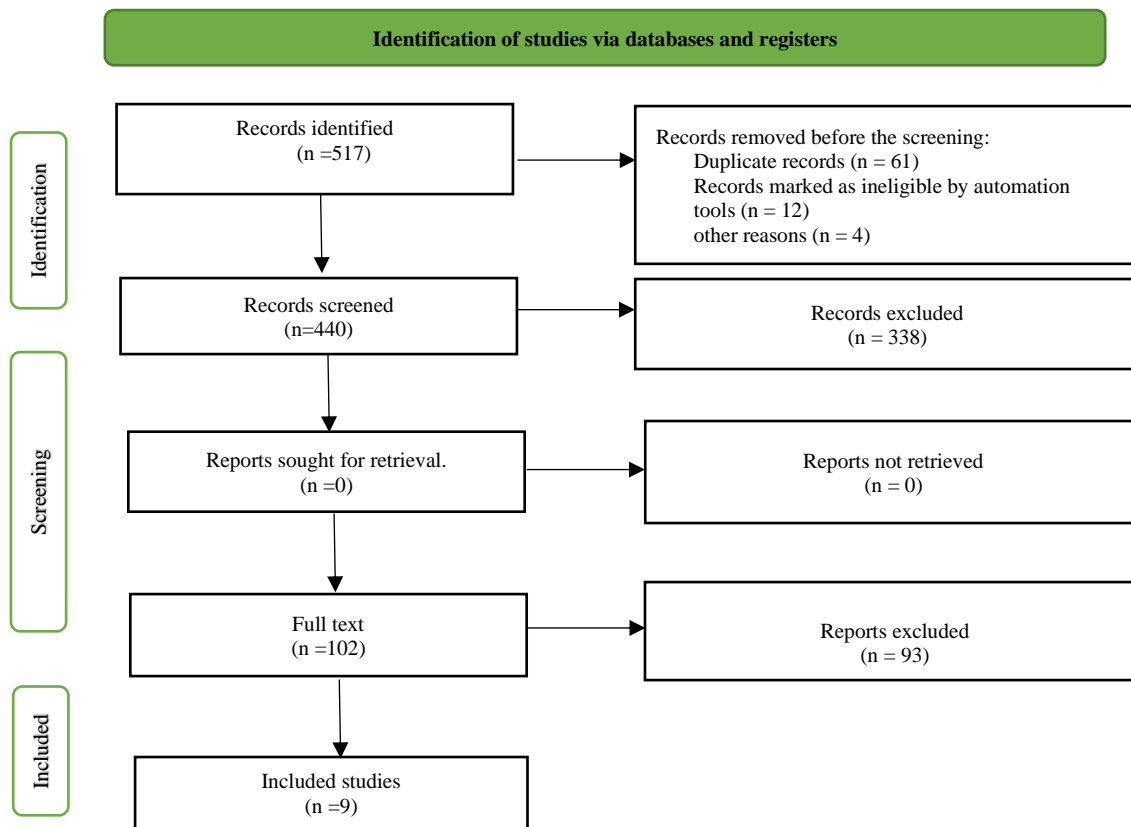 Identification of studies via databases and registers
Identification
Records identified
(n =517)
Records removed before the screening:
Duplicate records (n = 61)
Records marked as ineligible by automation
tools (n = 12)
other reasons (n = 4)
Records screened
(n=440)
Records excluded
(n = 338)
Screening
Reports sought for retrieval.
(n =0)
Reports not retrieved
(n = 0)
Full text
(n =102)
Reports excluded
(n = 93)
Included
Included studies
(n =9)